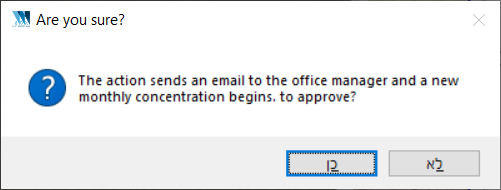 Are you sure?
The action sends an email to the office manager and a new
monthly concentration begins. to approve?
כן
לא